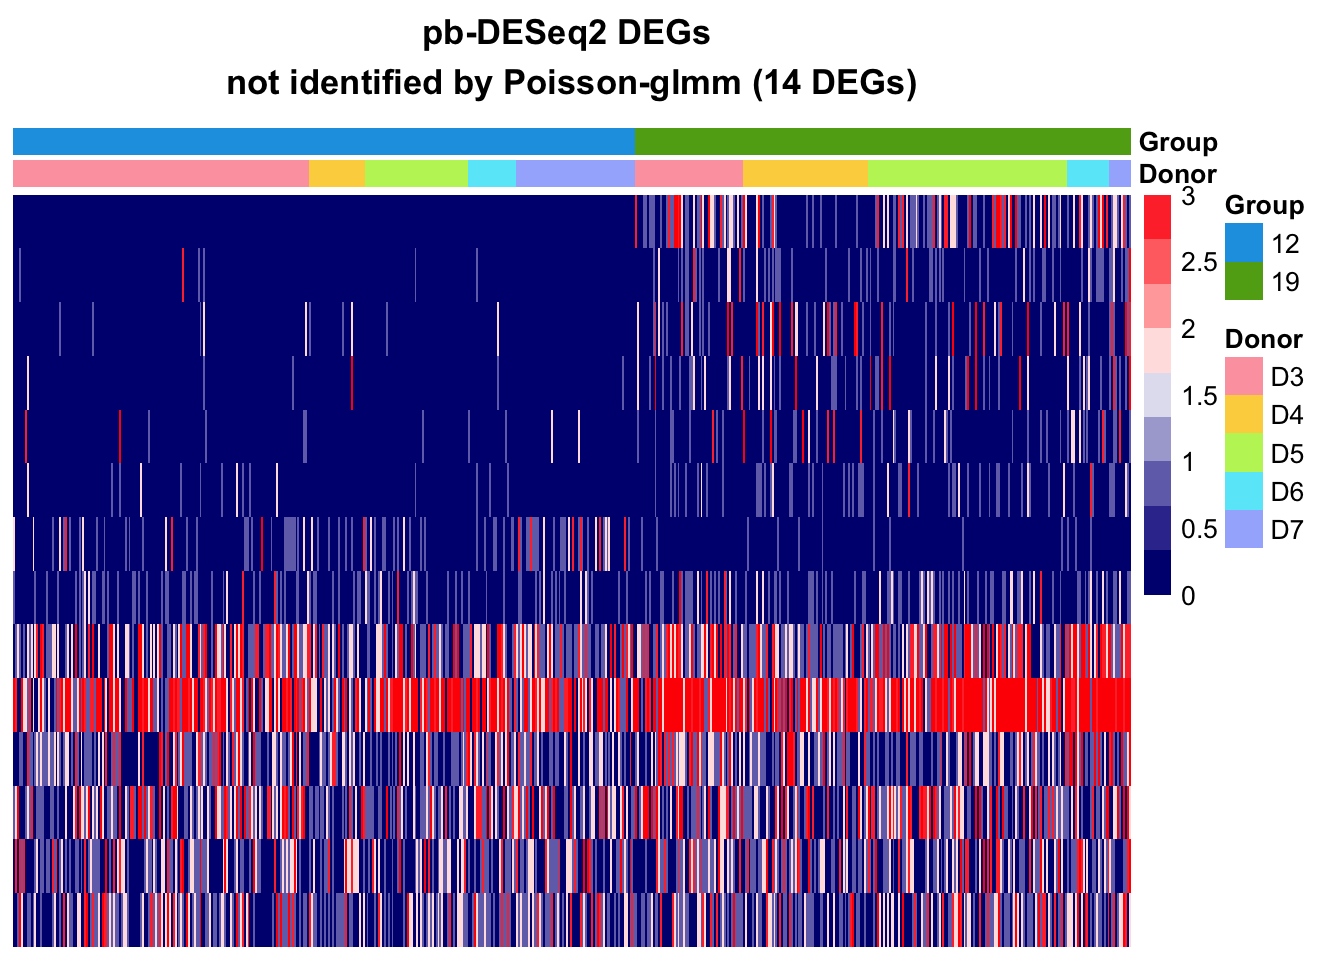 pb-DESeq2 DEGs
not identified by Poisson-glmm (14 DEGs)
Group
Donor
3
2.5
2
1.5
1
0.5
0
Group
12
19
Donor
D3
D4
D5
D6
D7